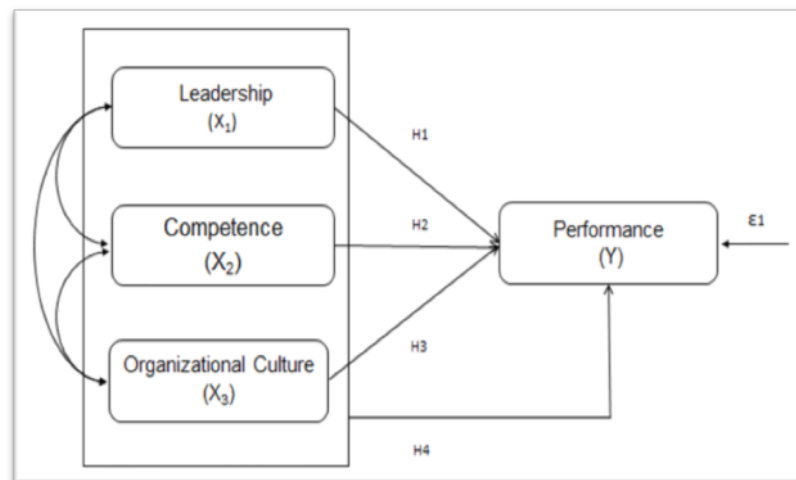 Leadership
(X₁)
H1
Competence
(X₂)
H2
Performance
(Y)
ε1
Organizational Culture
(X₃)
H3
H4